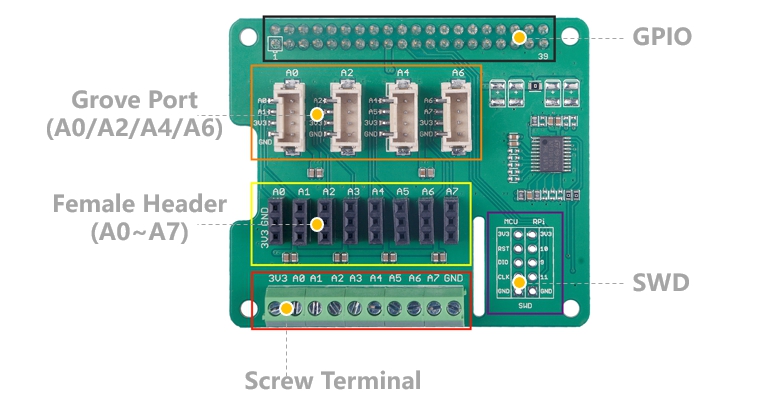 GPIO
1
39
A0 A2 A4 A6
Grove Port
(A0/A2/A4/A6)
A0 A2 A4 A6
A1 3V3 A5 A7
3V3 3V3 3V3
GND GND GND
GND
Female Header
(A0~A7)
A0 A1 A2 A3 A4 A5 A6 A7
3V3 GND
MCU RPi
3V3 3V3
RST 10
DIO 9
CLK 11
GND GND
SWD
SWD
3V3 A0 A1 A2 A3 A4 A5 A6 A7 GND
Screw Terminal